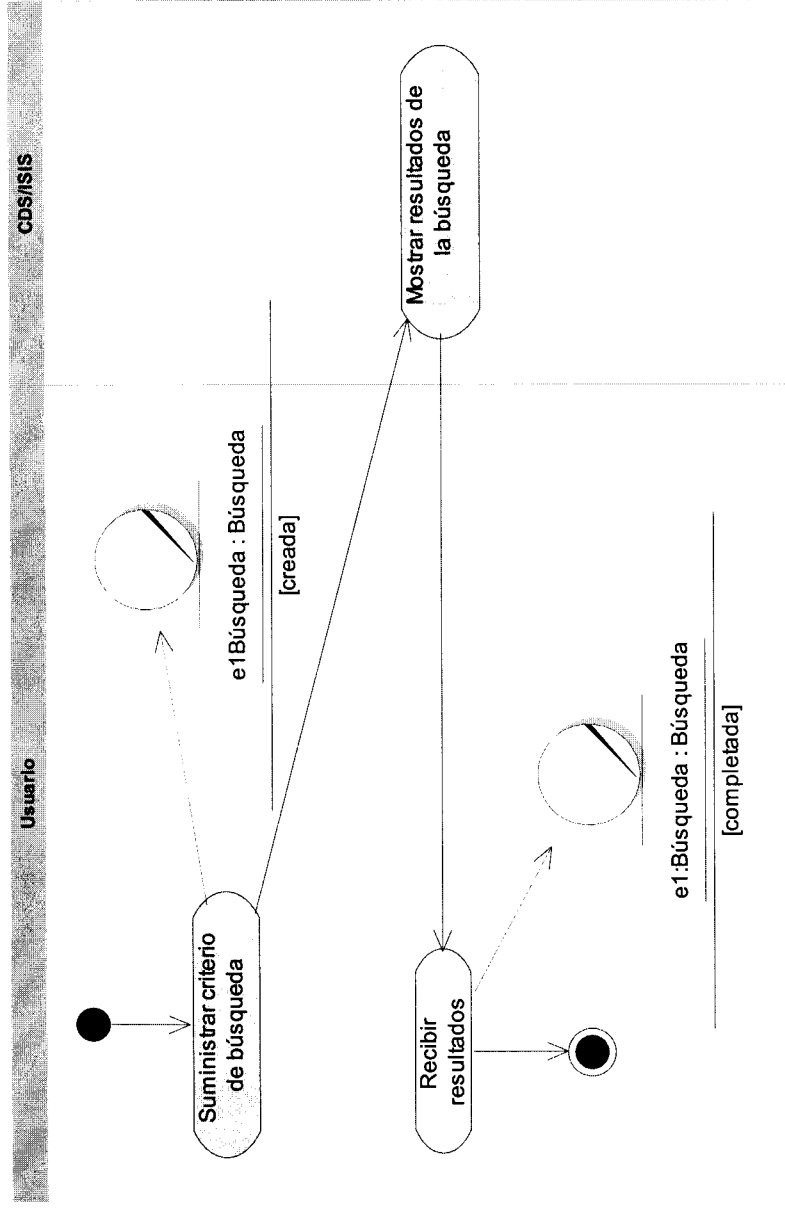 Usuario
CDS/ISIS
Suministrar criterio
de búsqueda
e1Búsqueda : Búsqueda
[creada]
Mostrar resultados de
la búsqueda
Recibir
resultados
e1:Búsqueda : Búsqueda
[completada]